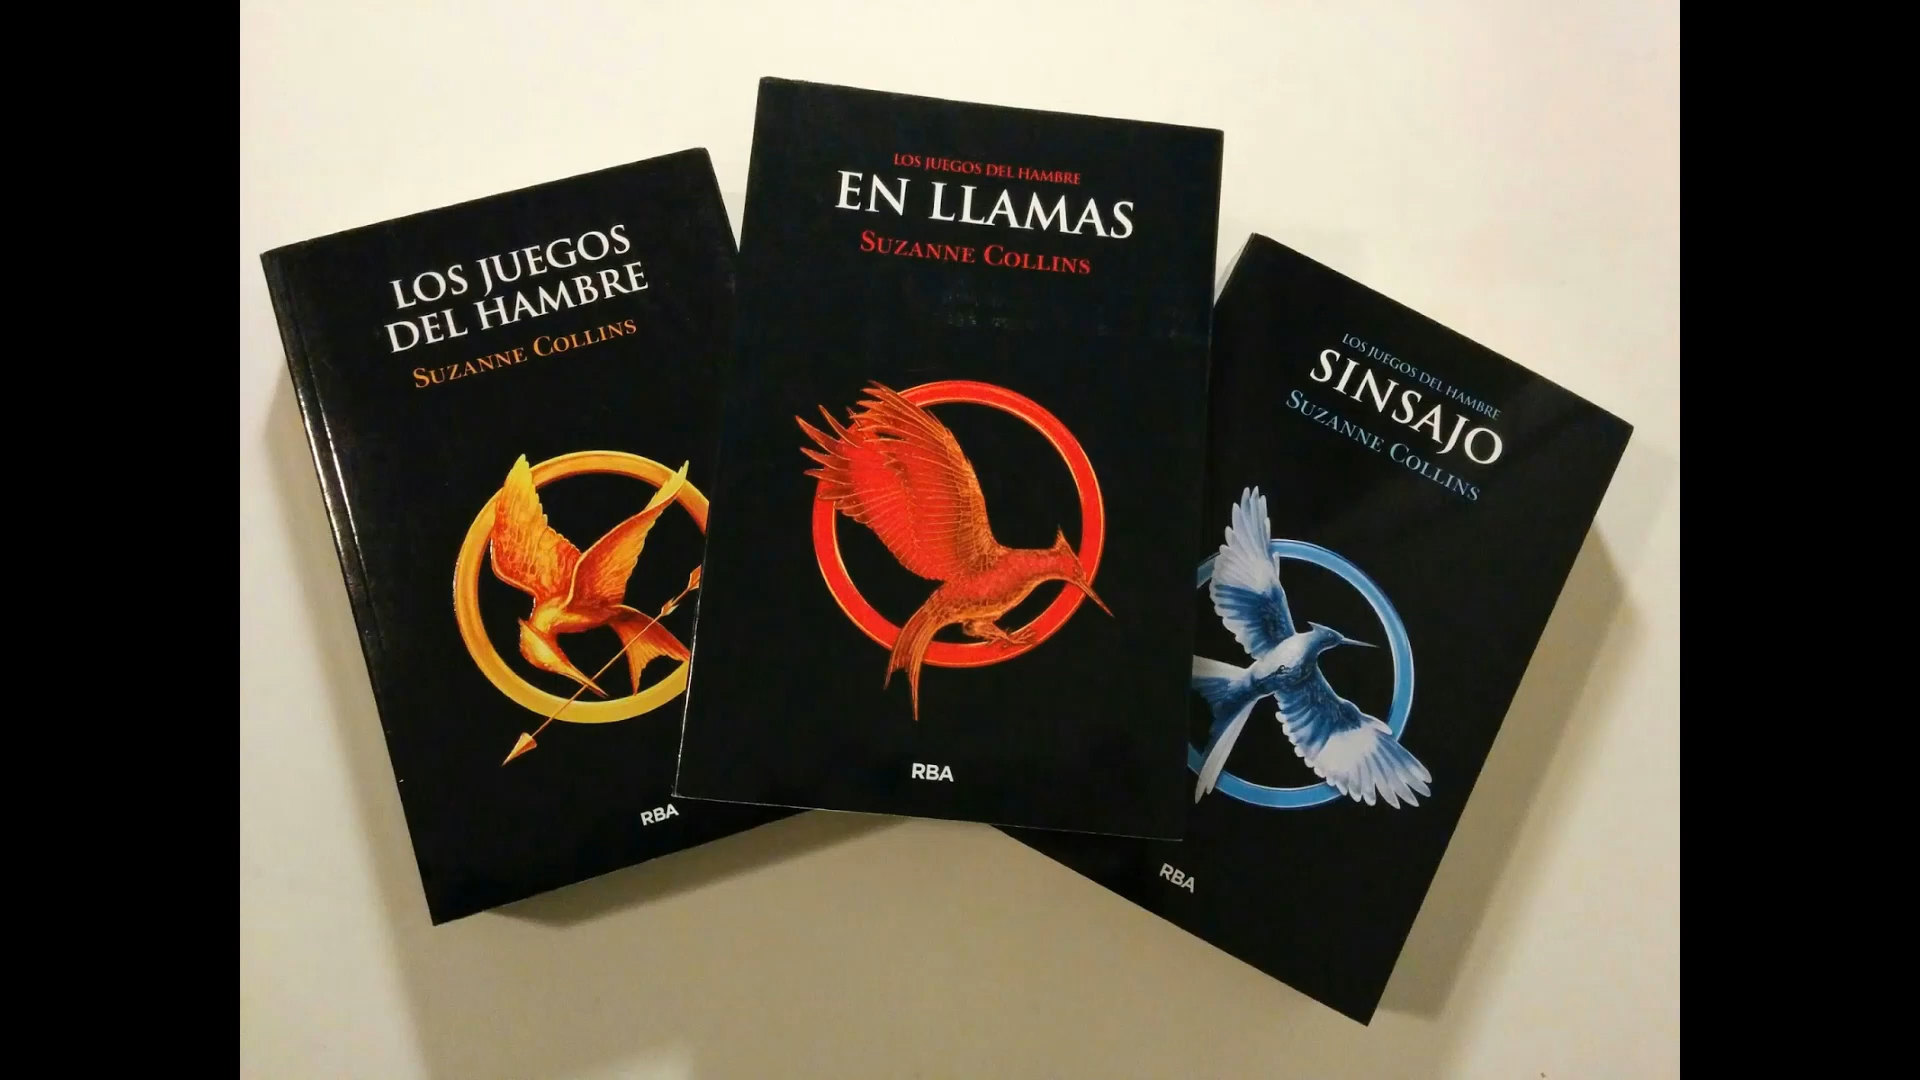 LOS JUEGOS
DEL HAMBRE
SUZANNE COLLINS
RBA
LOS JUEGOS DEL HAMBRE
EN LLAMAS
SUZANNE COLLINS
RBA
LOS JUEGOS DEL HAMBRE
SINSAJO
SUZANNE COLLINS
RBA